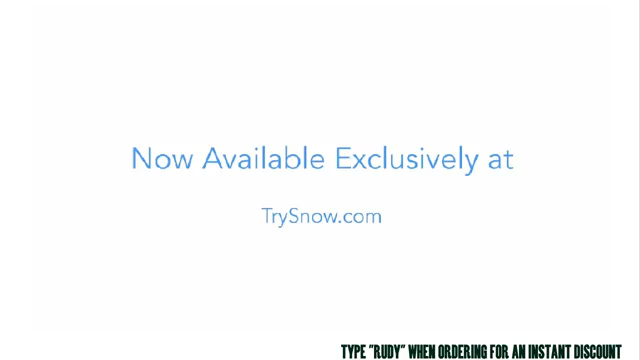 Now Available Exclusively at
TrySnow.com
TYPE "RUDY" WHEN ORDERING FOR AN INSTANT DISCOUNT